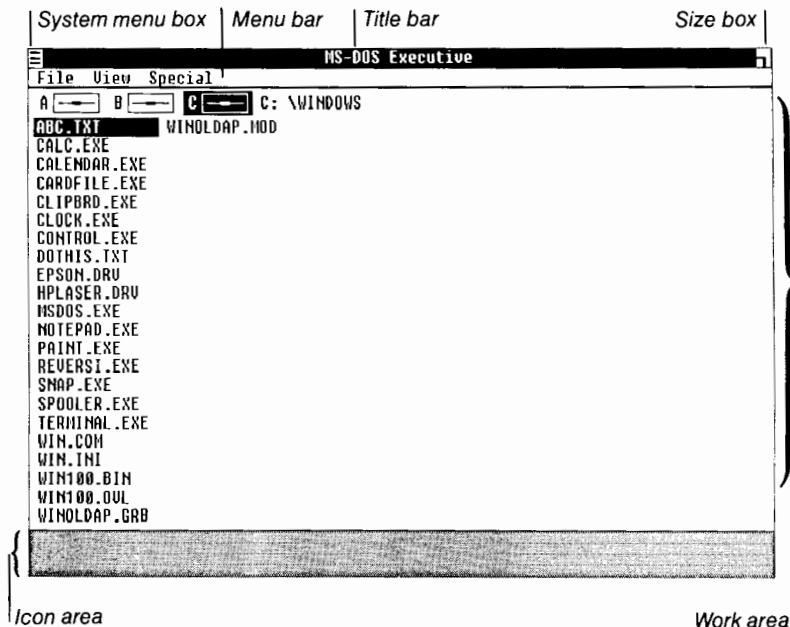 System menu box Menu bar Title bar Size box
MS-DOS Executive
File View Special
A B C C: \WINDOWS
ABC.TXT WINOLDAP.MOD
CALC.EXE
CALENDAR.EXE
CARDFILE.EXE
CLIPBRD.EXE
CLOCK.EXE
CONTROL.EXE
DOTHIS.TXT
EPSON.DRV
HPLASER.DRV
MSDOS.EXE
NOTEPAD.EXE
PAINT.EXE
REVERSI.EXE
SNAP.EXE
SPOOLER.EXE
TERMINAL.EXE
WIN.COM
WIN.INI
WIN100.BIN
WIN100.OVL
WINOLDAP.GRB
Icon area Work area